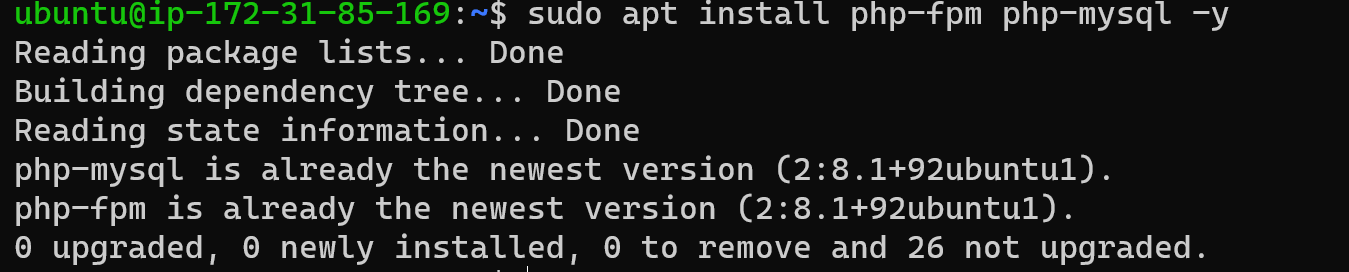 ubuntu@ip-172-31-85-169:~$ sudo apt install php-fpm php-mysql -y
Reading package lists... Done
Building dependency tree... Done
Reading state information... Done
php-mysql is already the newest version (2:8.1+92ubuntu1).
php-fpm is already the newest version (2:8.1+92ubuntu1).
0 upgraded, 0 newly installed, 0 to remove and 26 not upgraded.